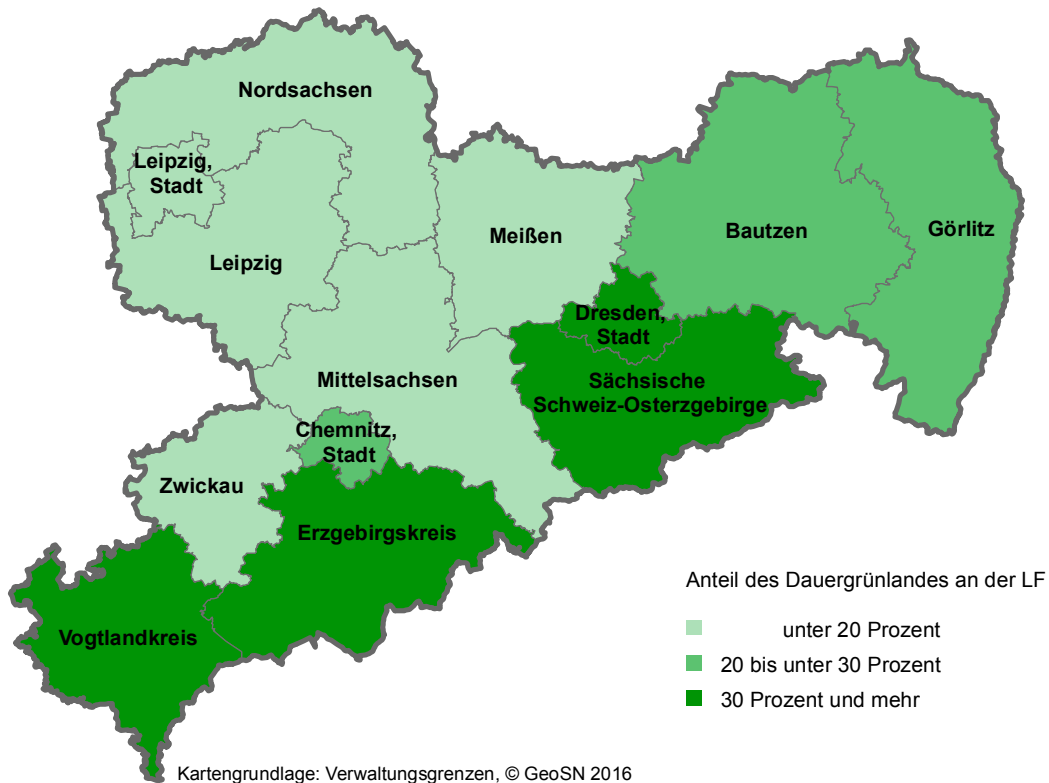 Nordsachsen
Leipzig,
Stadt
Leipzig
Meißen
Bautzen
Görlitz
Dresden,
Stadt
Mittelsachsen
Sächsische
Schweiz-Osterzgebirge
Chemnitz,
Stadt
Zwickau
Erzgebirgskreis
Vogtlandkreis
Anteil des Dauergrünlandes an der LF
unter 20 Prozent
20 bis unter 30 Prozent
30 Prozent und mehr
Kartengrundlage: Verwaltungsgrenzen, © GeoSN 2016